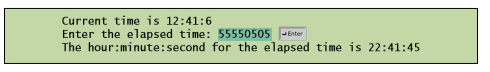 Current time is 12:41:6
Enter the elapsed time: 55550505 ↵Enter
The hour:minute:second for the elapsed time is 22:41:45